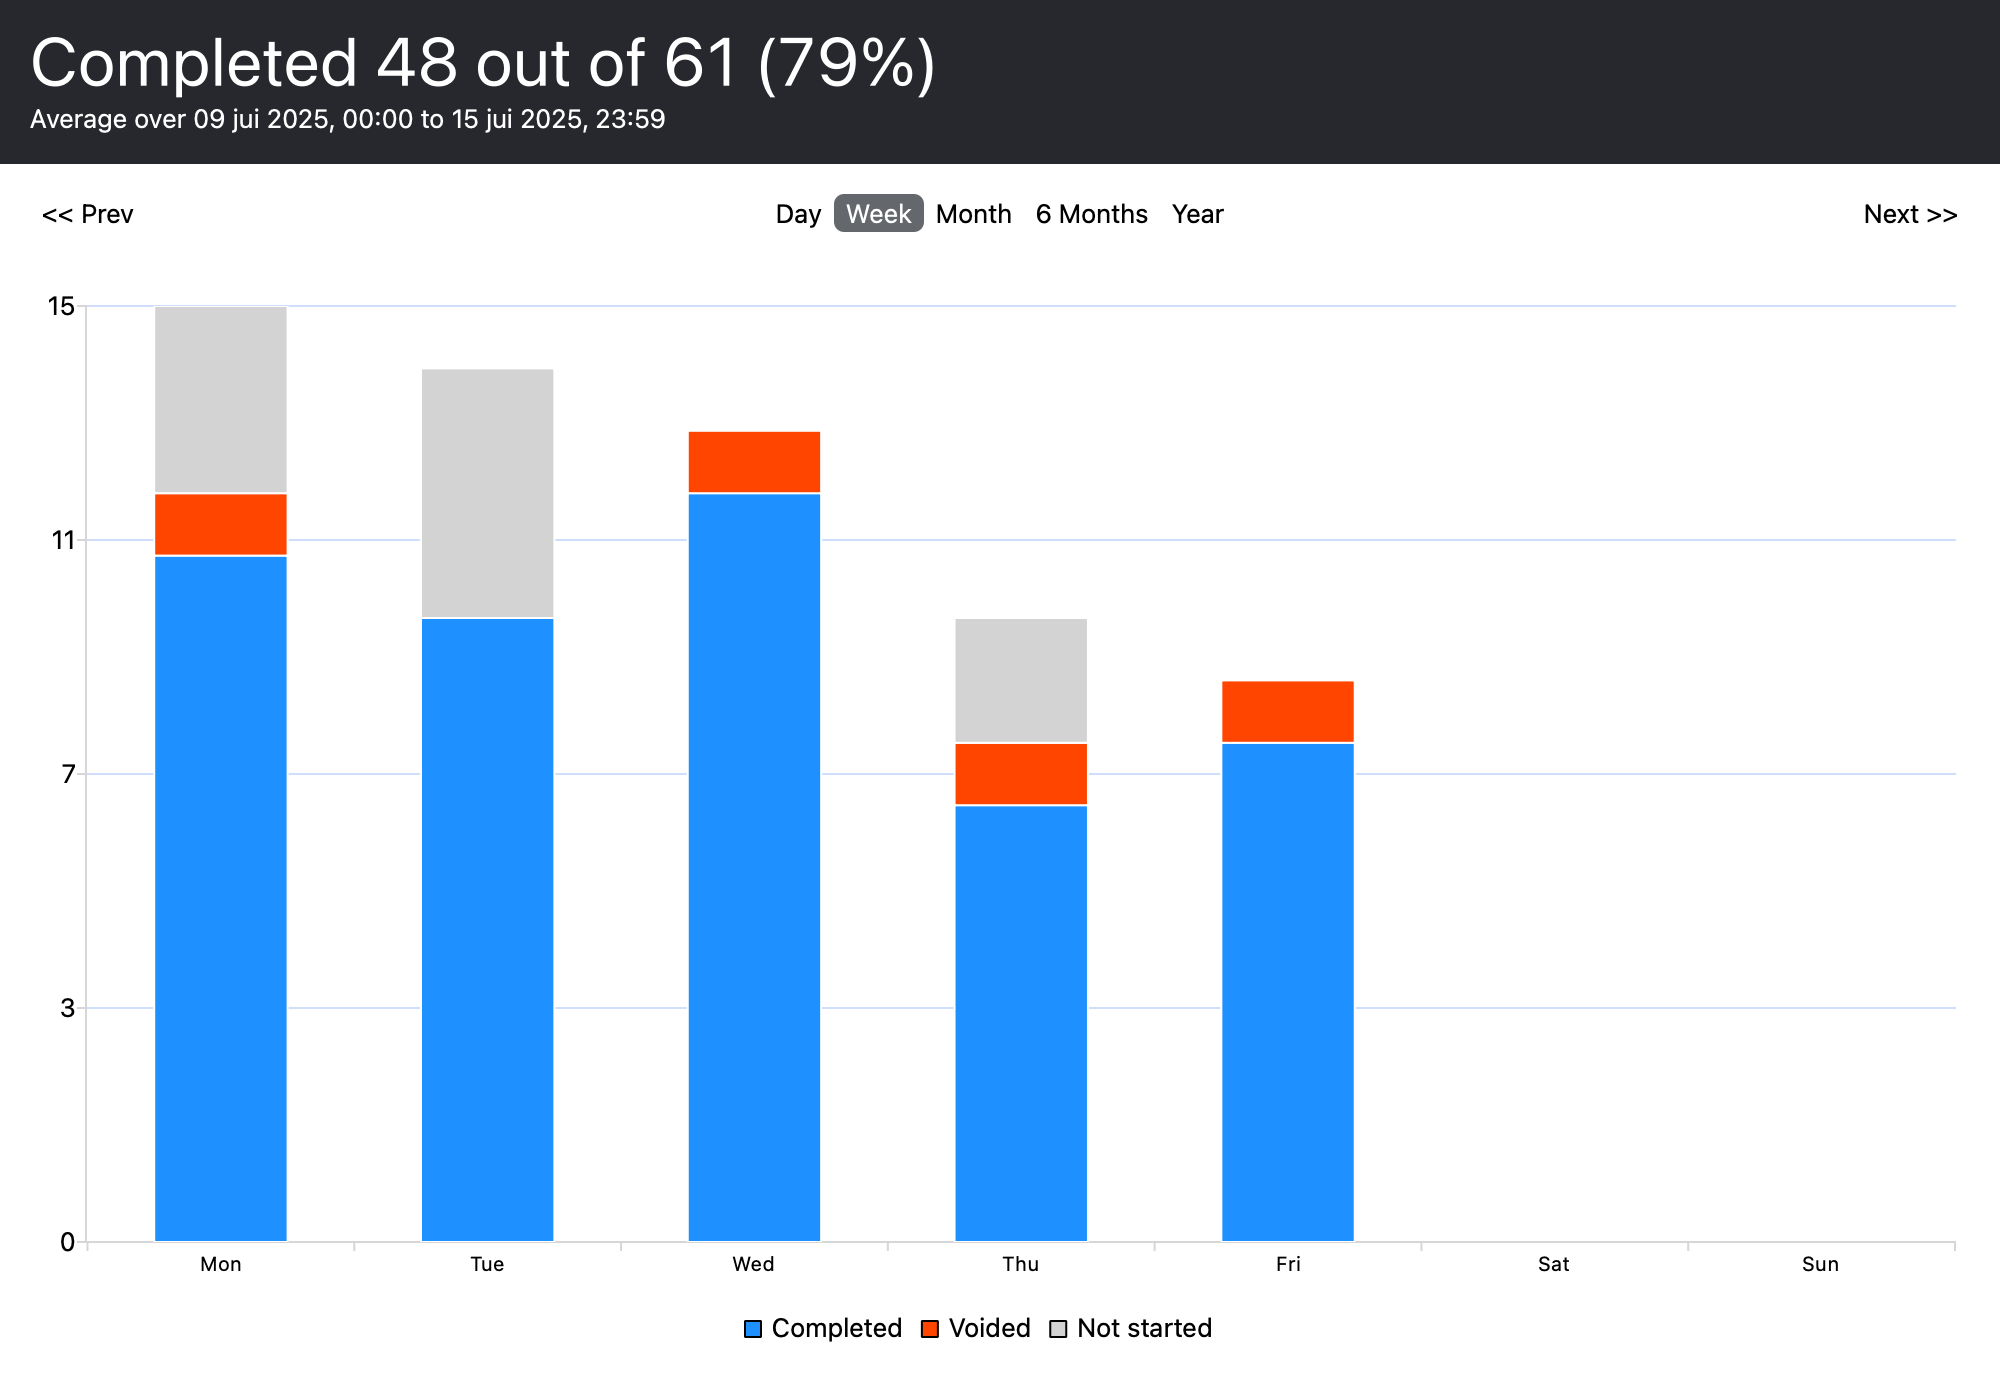 Completed 48 out of 61 (79%)
Average over 09 jui 2025, 00:00 to 15 jui 2025, 23:59
<< Prev Day Week Month 6 Months Year Next >>
15
11
7
3
0
Mon Tue Wed Thu Fri Sat Sun
Completed Voided Not started